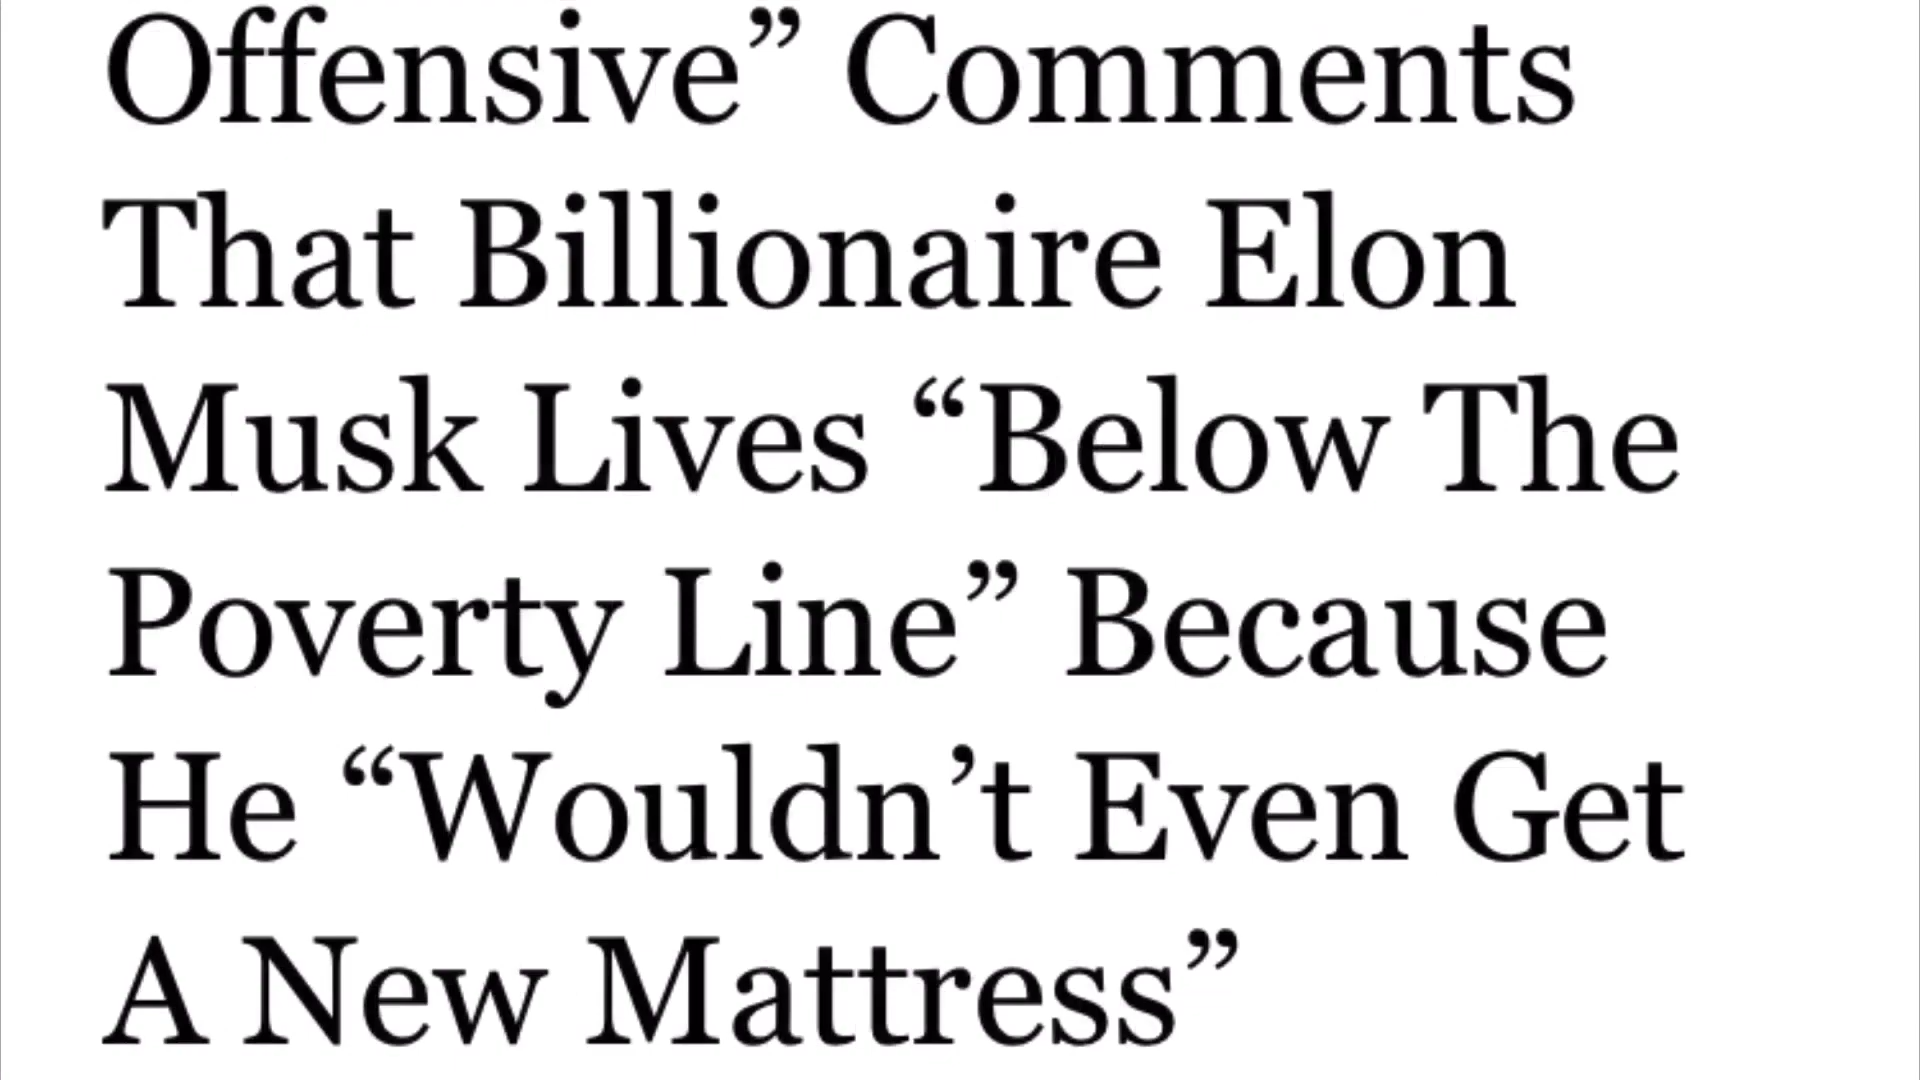 Offensive” Comments
That Billionaire Elon
Musk Lives “Below The
Poverty Line” Because
He “Wouldn’t Even Get
A New Mattress”